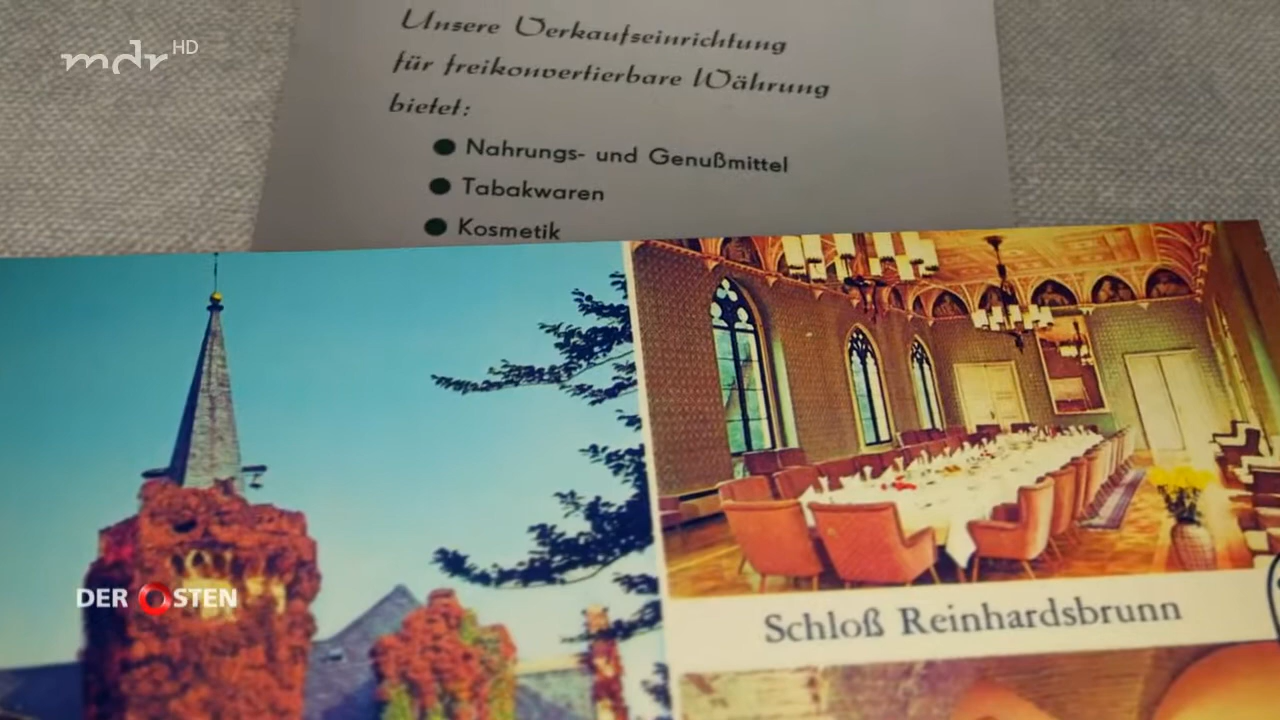 mdr HD
Unsere Verkaufseinrichtung
für freikonvertierbare Währung
bietet:
● Nahrungs- und Genußmittel
● Tabakwaren
● Kosmetik
DER OSTEN
Schloß Reinhardsbrunn